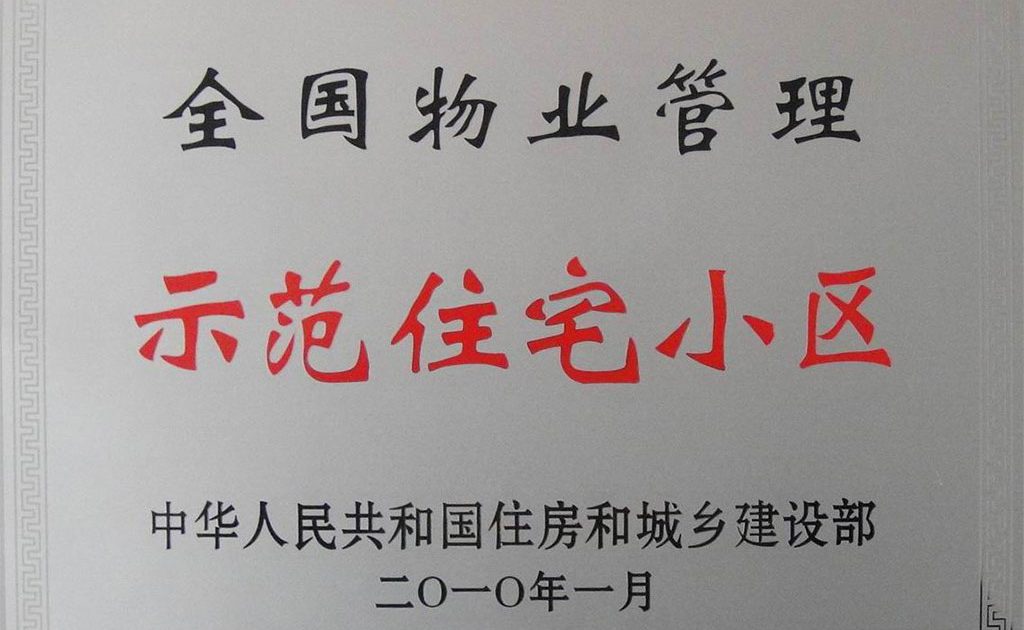 全国物业管理
示范住宅小区
中华人民共和国住房和城乡建设部
二〇一〇年一月